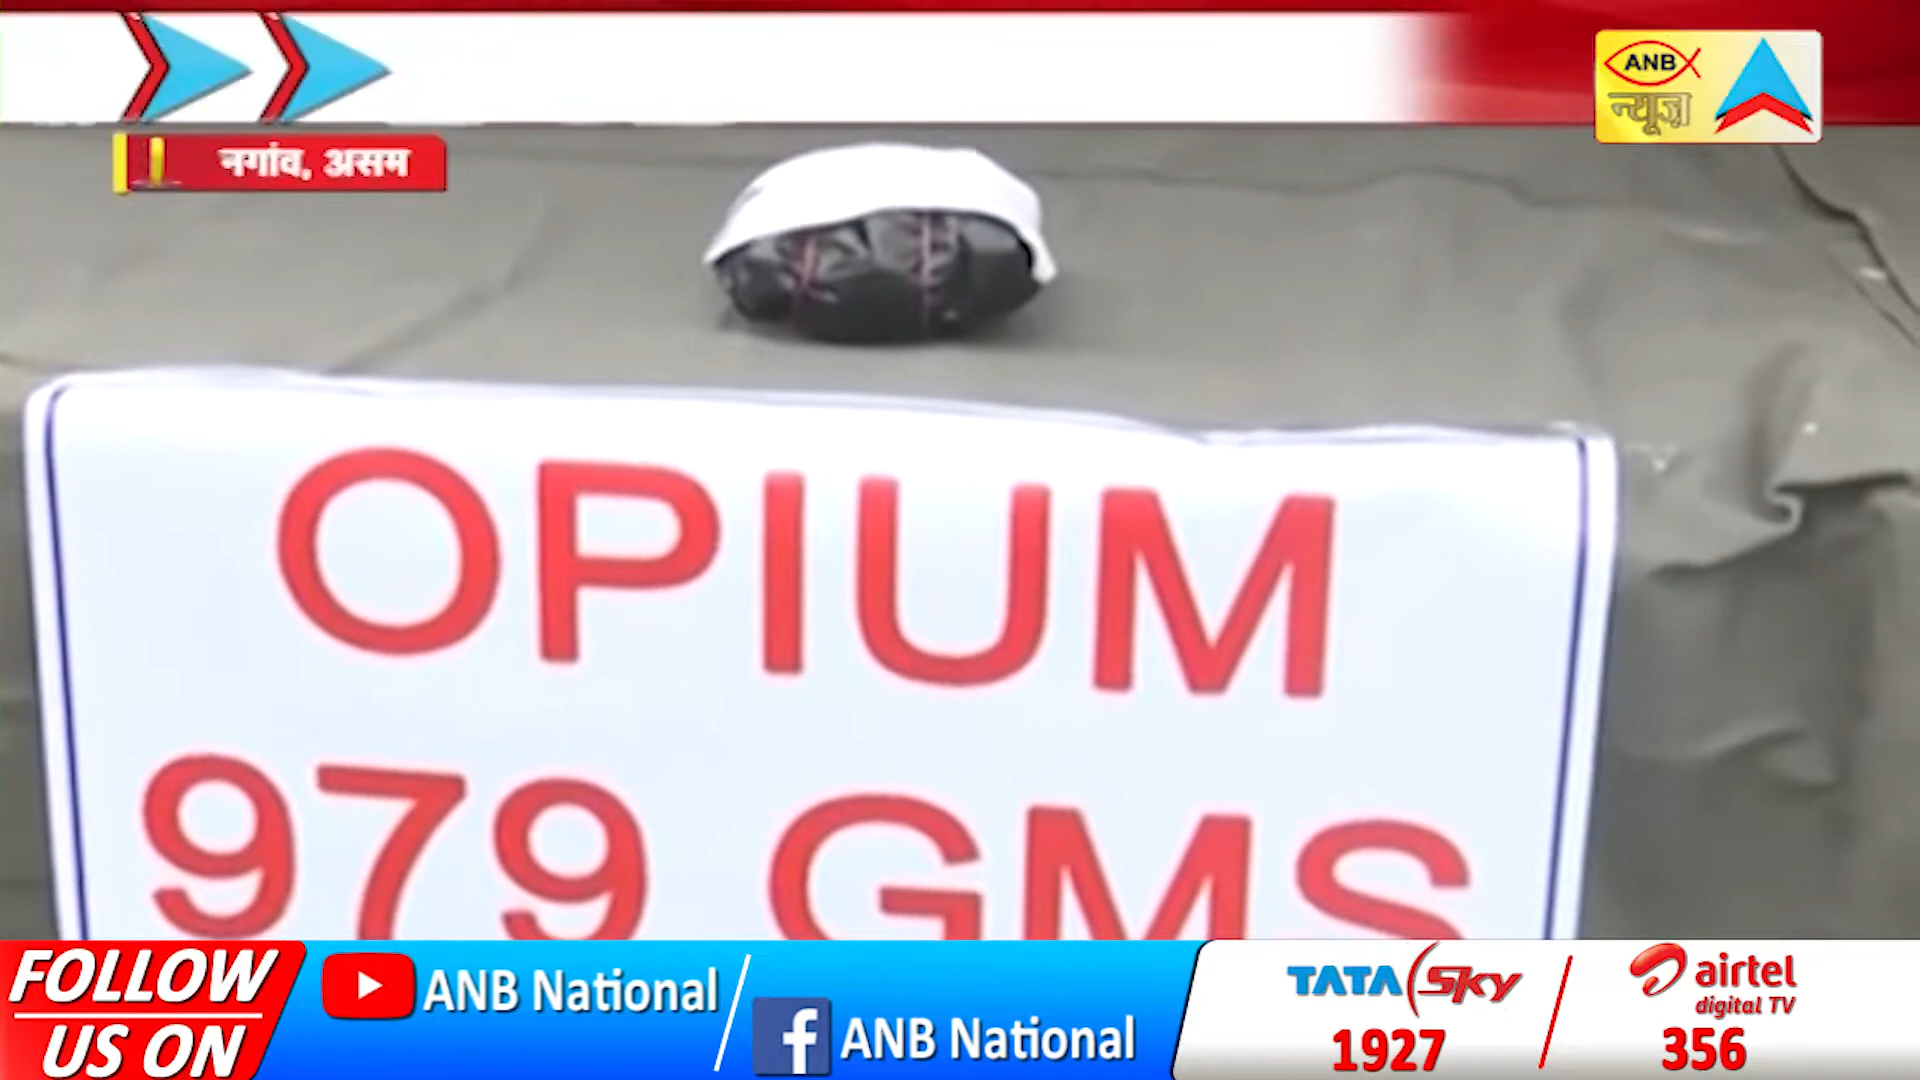 ANB
न्यूज़
नगांव, असम
OPIUM
979 GMS
FOLLOW
US ON
ANB National
ANB National
TATA Sky
1927
airtel
digital TV
356